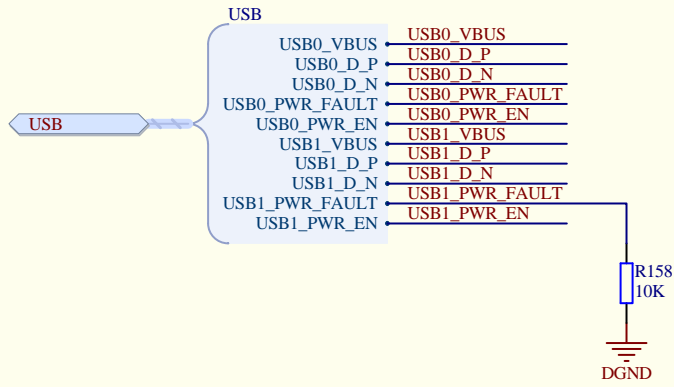 USB
USB
USB0_VBUS USB0_VBUS
USB0_D_P USB0_D_P
USB0_D_N USB0_D_N
USB0_PWR_FAULT USB0_PWR_FAULT
USB0_PWR_EN USB0_PWR_EN
USB1_VBUS USB1_VBUS
USB1_D_P USB1_D_P
USB1_D_N USB1_D_N
USB1_PWR_FAULT USB1_PWR_FAULT
USB1_PWR_EN USB1_PWR_EN
R158
10K
DGND